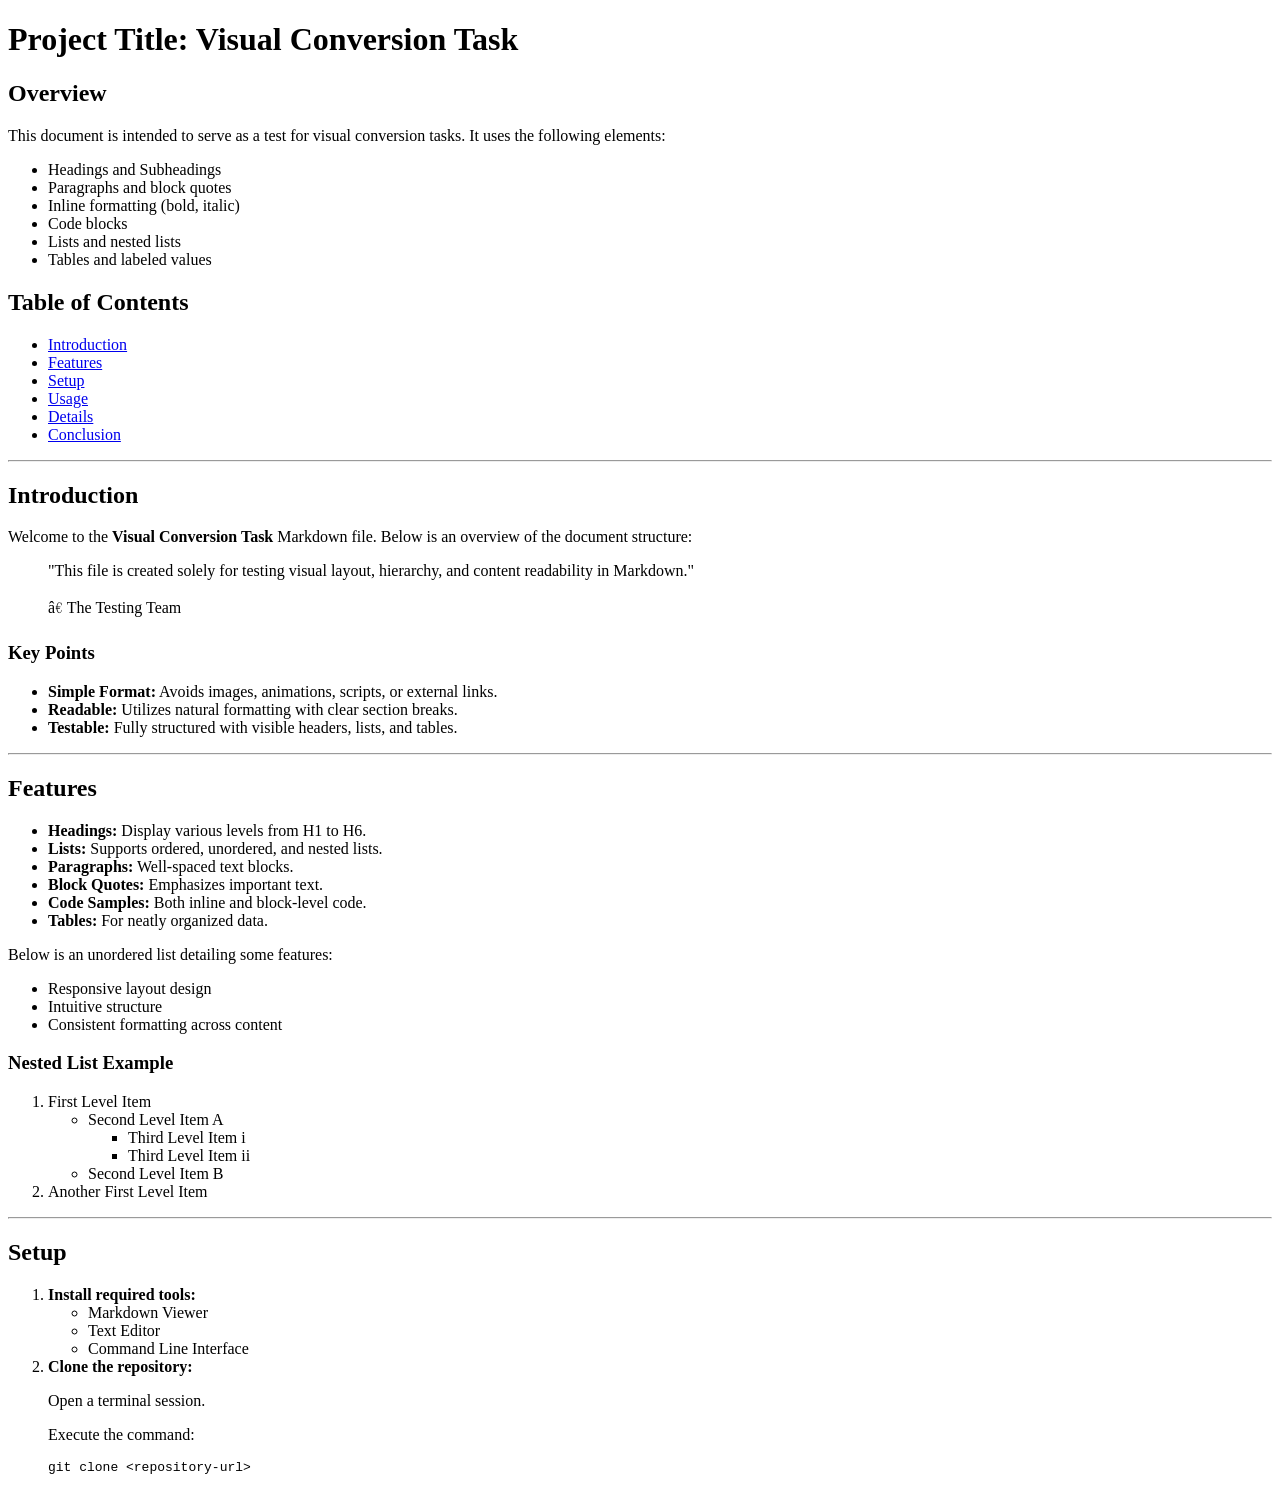 Project Title: Visual Conversion Task
Overview
This document is intended to serve as a test for visual conversion tasks. It uses the following elements:
Headings and Subheadings
Paragraphs and block quotes
Inline formatting (bold, italic)
Code blocks
Lists and nested lists
Tables and labeled values
Table of Contents
Introduction
Features
Setup
Usage
Details
Conclusion
Introduction
Welcome to the Visual Conversion Task Markdown file. Below is an overview of the document structure:
"This file is created solely for testing visual layout, hierarchy, and content readability in Markdown."
â€ The Testing Team
Key Points
Simple Format: Avoids images, animations, scripts, or external links.
Readable: Utilizes natural formatting with clear section breaks.
Testable: Fully structured with visible headers, lists, and tables.
Features
Headings: Display various levels from H1 to H6.
Lists: Supports ordered, unordered, and nested lists.
Paragraphs: Well-spaced text blocks.
Block Quotes: Emphasizes important text.
Code Samples: Both inline and block-level code.
Tables: For neatly organized data.
Below is an unordered list detailing some features:
Responsive layout design
Intuitive structure
Consistent formatting across content
Nested List Example
1. First Level Item
Second Level Item A
Third Level Item i
Third Level Item ii
Second Level Item B
2. Another First Level Item
Setup
1. Install required tools:
Markdown Viewer
Text Editor
Command Line Interface
2. Clone the repository:
Open a terminal session.
Execute the command:
git clone <repository-url>